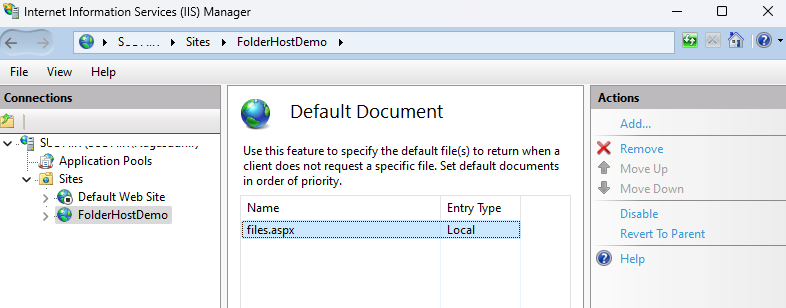 Internet Information Services (IIS) Manager
Sites
FolderHostDemo
File View Help
Connections
Application Pools
Sites
Default Web Site
FolderHostDemo
Default Document
Use this feature to specify the default file(s) to return when a
client does not request a specific file. Set default documents
in order of priority.
Name Entry Type
files.aspx Local
Actions
Add...
Remove
Move Up
Move Down
Disable
Revert To Parent
Help